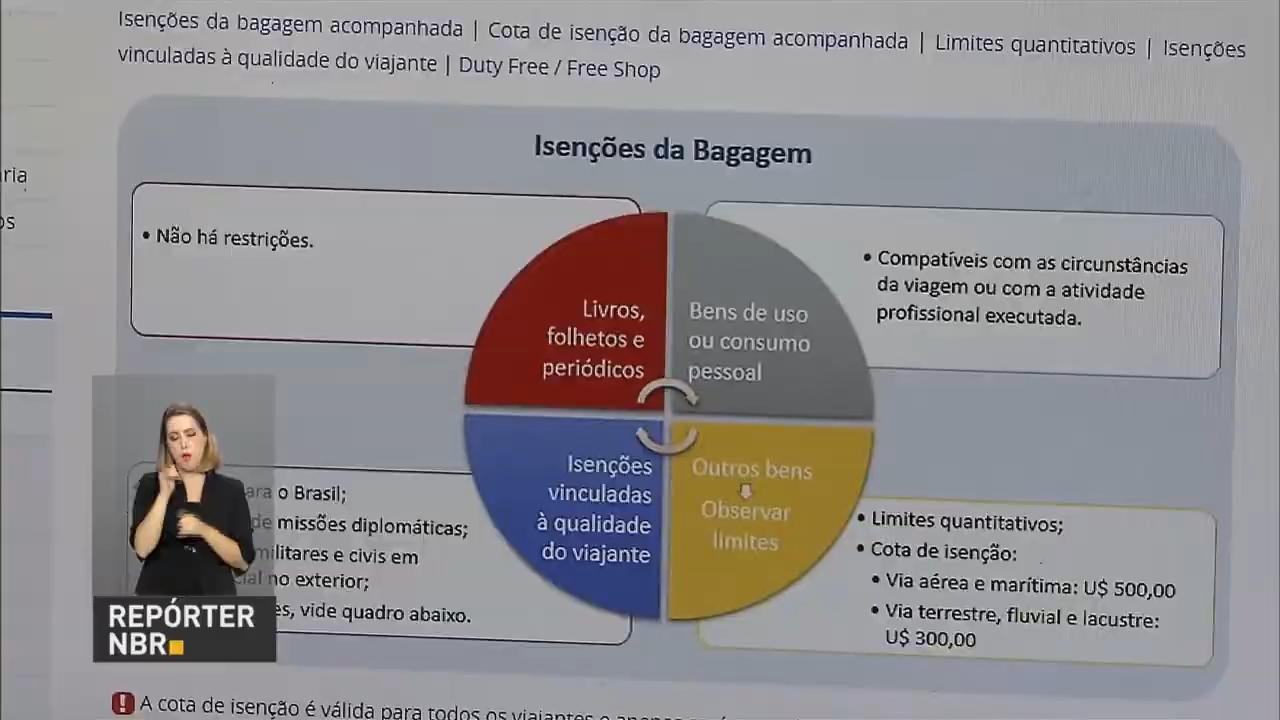 Isenções da bagagem acompanhada | Cota de isenção da bagagem acompanhada | Limites quantitativos | Isenções
vinculadas à qualidade do viajante | Duty Free / Free Shop
Isenções da Bagagem
ria
os
• Não há restrições.
Livros,
folhetos e
periódicos
Bens de uso
ou consumo
pessoal
• Compatíveis com as circunstâncias
da viagem ou com a atividade
profissional executada.
o Brasil;
de missões diplomáticas;
militares e civis em
no exterior;
vide quadro abaixo.
Isenções
vinculadas
à qualidade
do viajante
Outros bens
Observar
limites
• Limites quantitativos;
• Cota de isenção:
• Via aérea e marítima: U$ 500,00
• Via terrestre, fluvial e lacustre:
U$ 300,00
REPÓRTER
NBR
! A cota de isenção é válida para todos os viajantes e